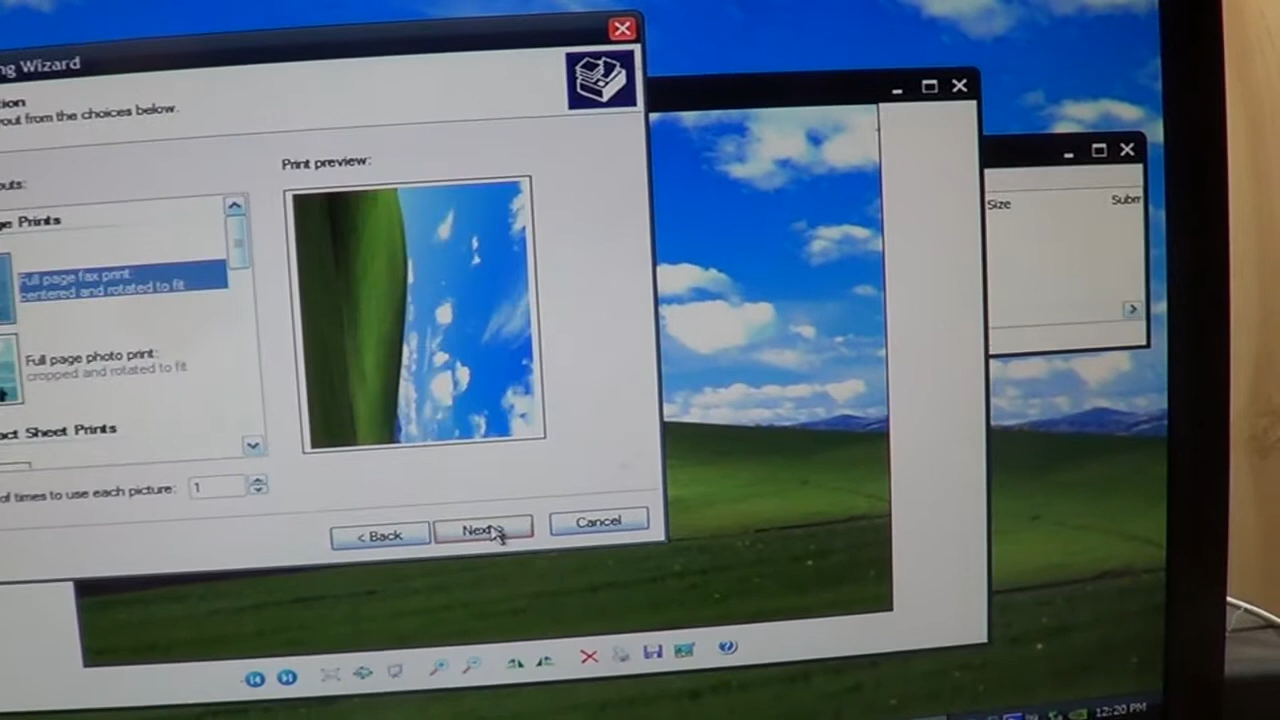 ng Wizard
ion
out from the choices below.
outs:
Print preview:
ge Prints
Full page fax print:
centered and rotated to fit
Full page photo print:
cropped and rotated to fit
act Sheet Prints
of times to use each picture: 1
< Back
Next >
Cancel
Size
Subm
12:20 PM